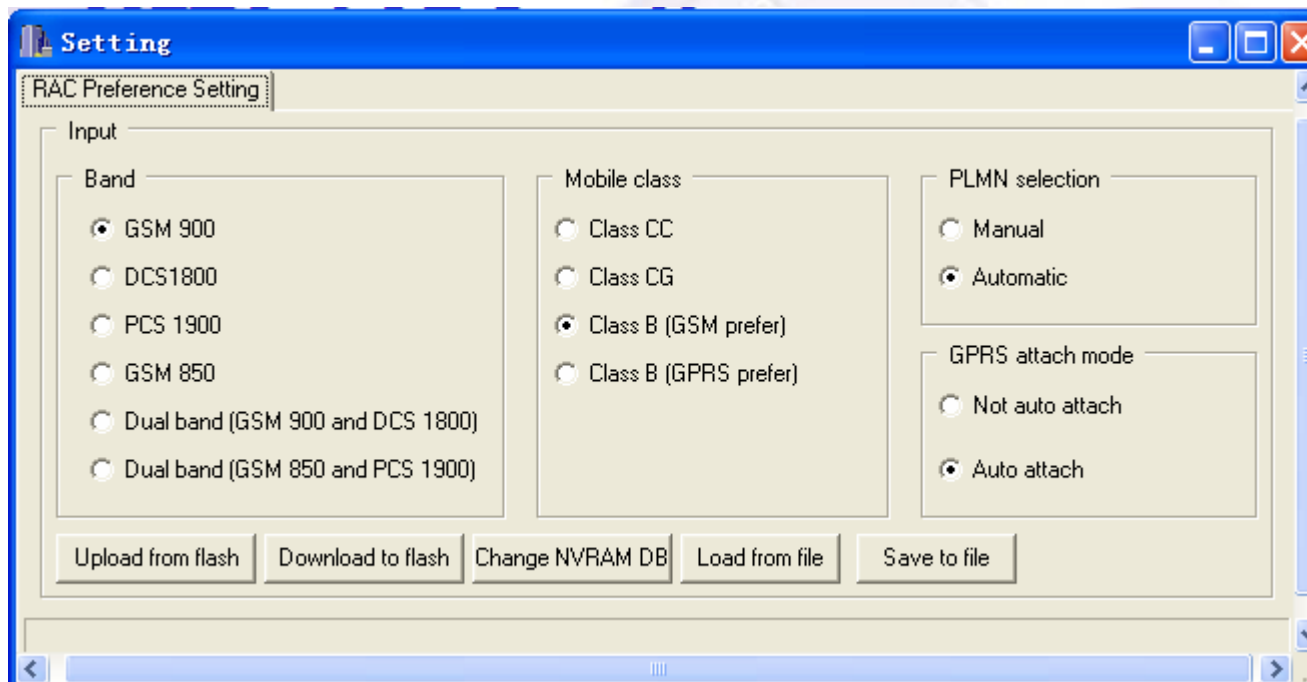 Setting
RAC Preference Setting
Input
Band
GSM 900
DCS1800
PCS 1900
GSM 850
Dual band (GSM 900 and DCS 1800)
Dual band (GSM 850 and PCS 1900)
Mobile class
Class CC
Class CG
Class B (GSM prefer)
Class B (GPRS prefer)
PLMN selection
Manual
Automatic
GPRS attach mode
Not auto attach
Auto attach
Upload from flash Download to flash Change NVRAM DB Load from file Save to file